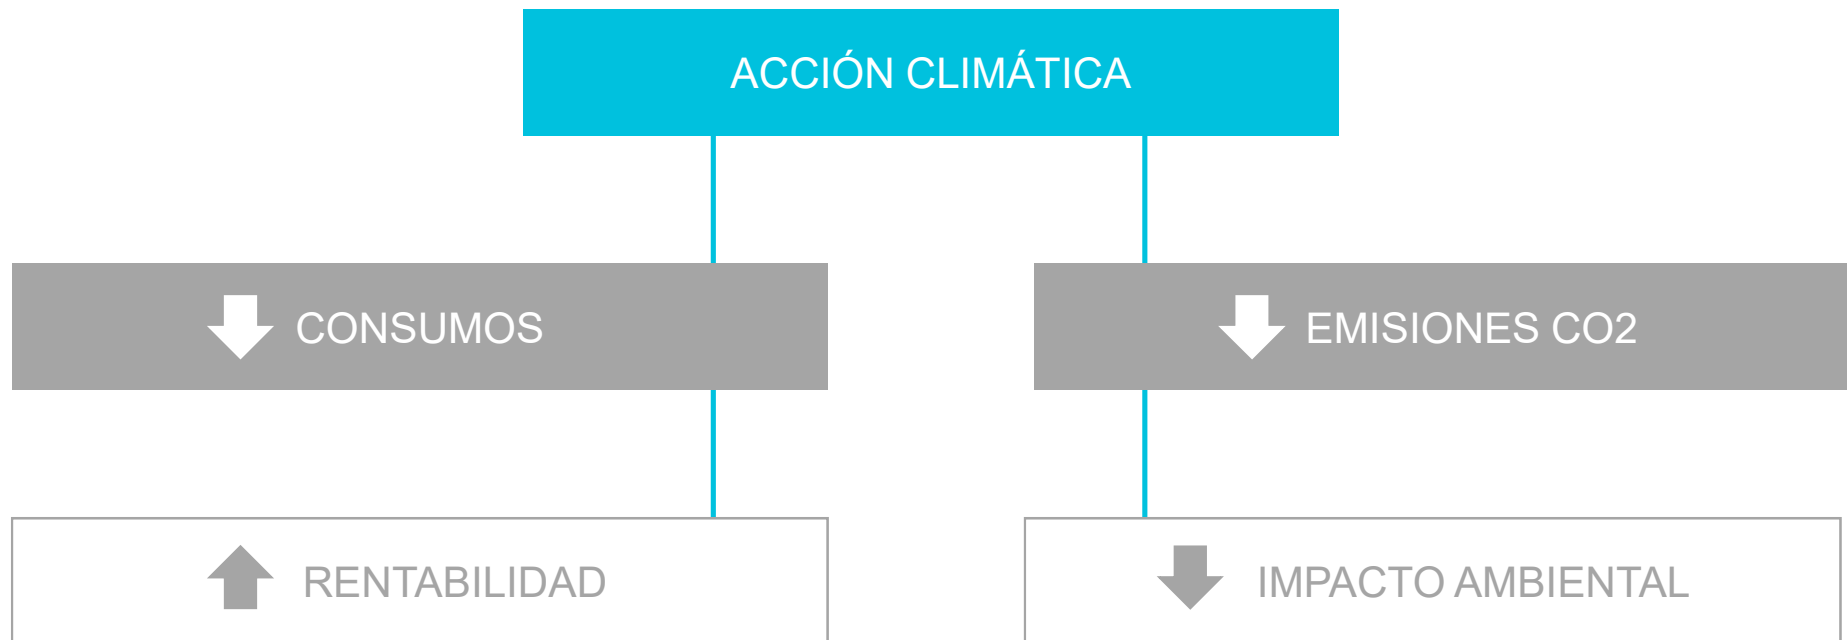 ACCIÓN CLIMÁTICA
CONSUMOS
EMISIONES CO2
RENTABILIDAD
IMPACTO AMBIENTAL